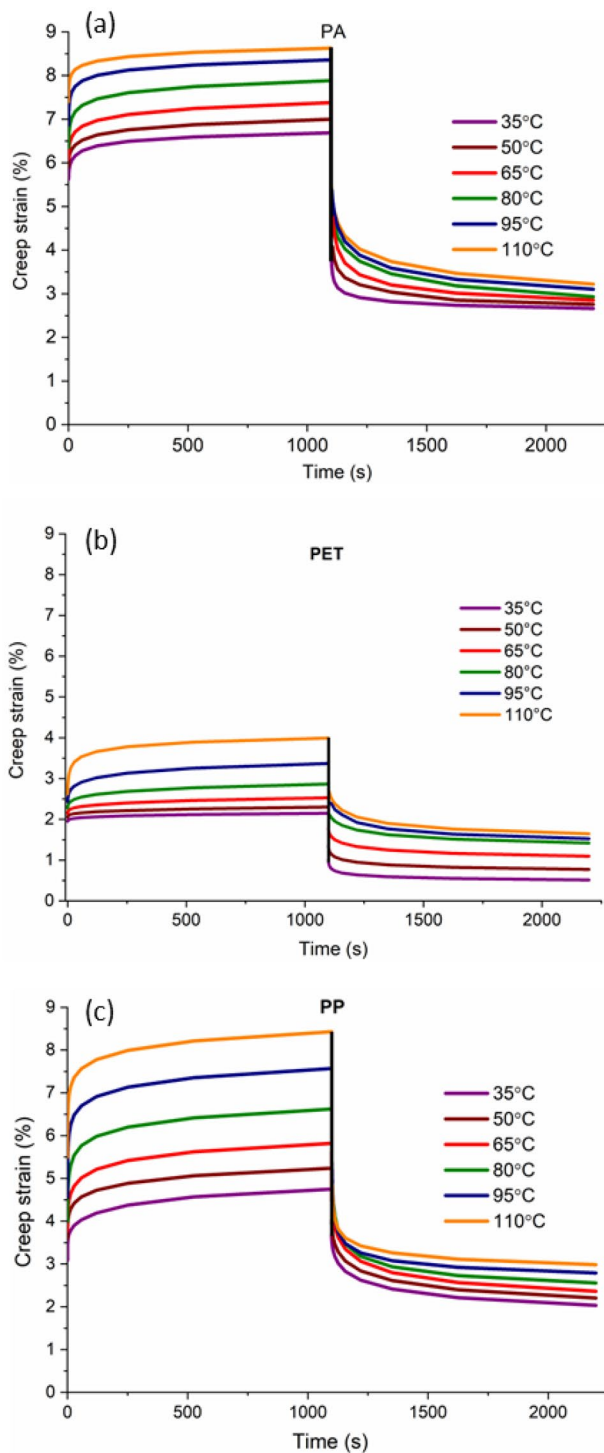 (a)
PA
9
8
7
6
5
4
3
2
1
0
Creep strain (%)
35°C
50°C
65°C
80°C
95°C
110°C
0 500 1000 1500 2000
Time (s)
(b)
PET
9
8
7
6
5
4
3
2
1
0
Creep strain (%)
35°C
50°C
65°C
80°C
95°C
110°C
0 500 1000 1500 2000
Time (s)
(c)
PP
9
8
7
6
5
4
3
2
1
0
Creep strain (%)
35°C
50°C
65°C
80°C
95°C
110°C
0 500 1000 1500 2000
Time (s)